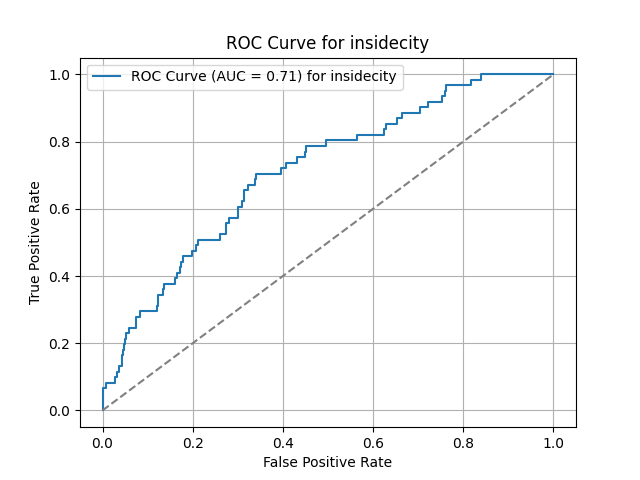 ROC Curve for insidecity
ROC Curve (AUC = 0.71) for insidecity
1.0
0.8
0.6
0.4
0.2
0.0
True Positive Rate
0.0 0.2 0.4 0.6 0.8 1.0
False Positive Rate